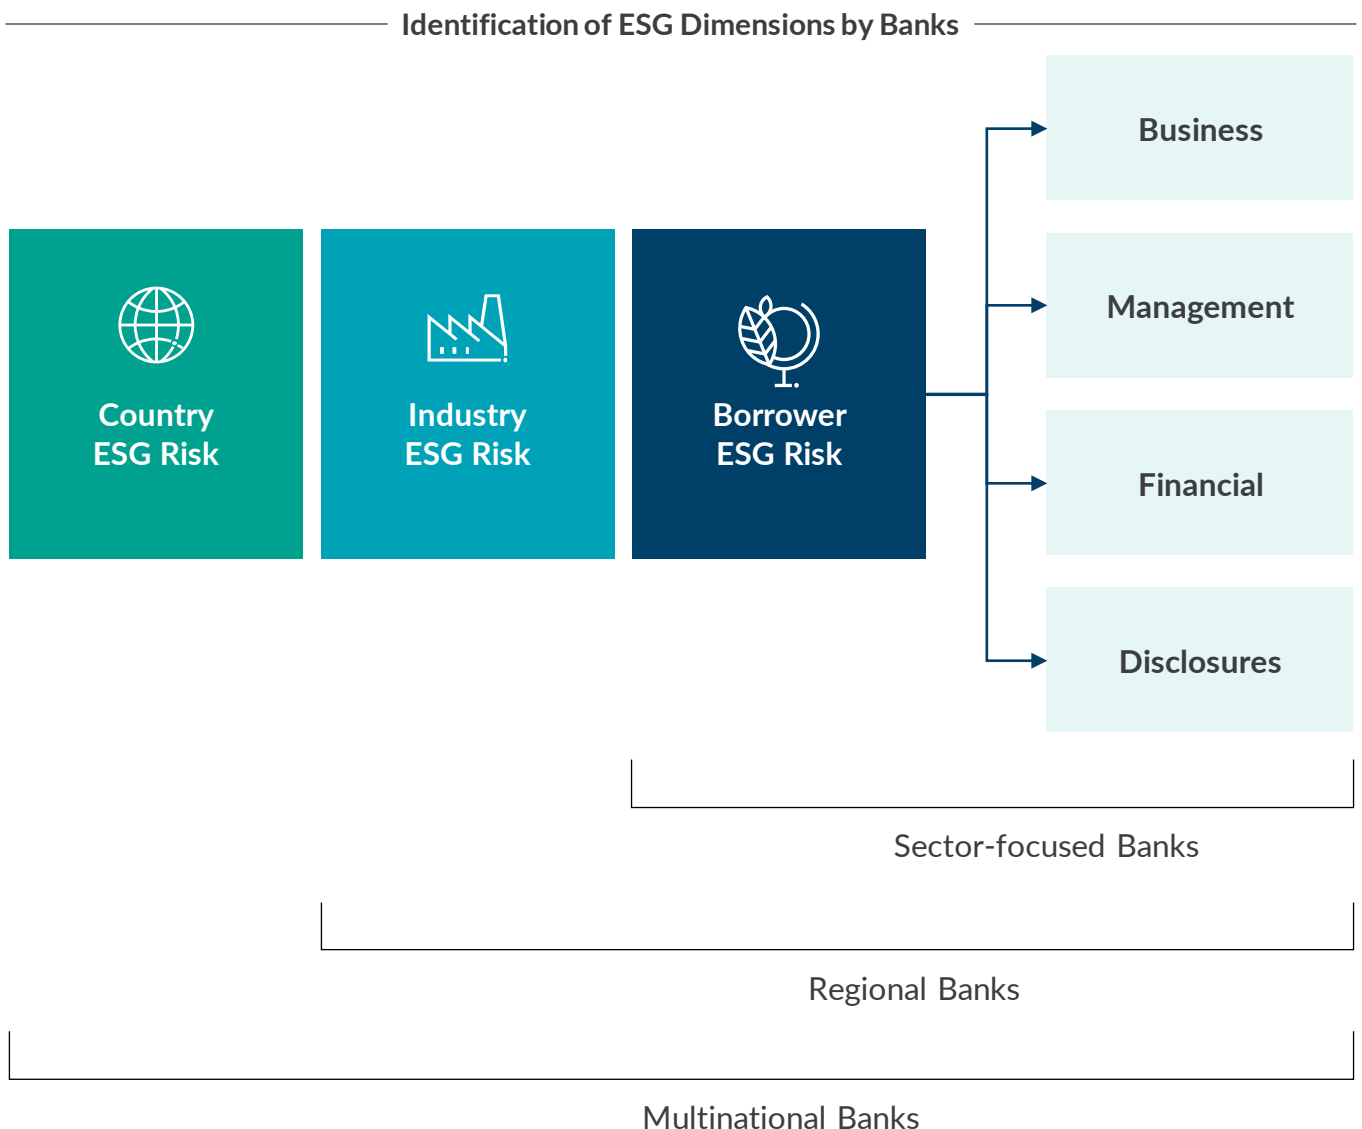 Identification of ESG Dimensions by Banks
Country
ESG Risk
Industry
ESG Risk
Borrower
ESG Risk
Business
Management
Financial
Disclosures
Sector-focused Banks
Regional Banks
Multinational Banks